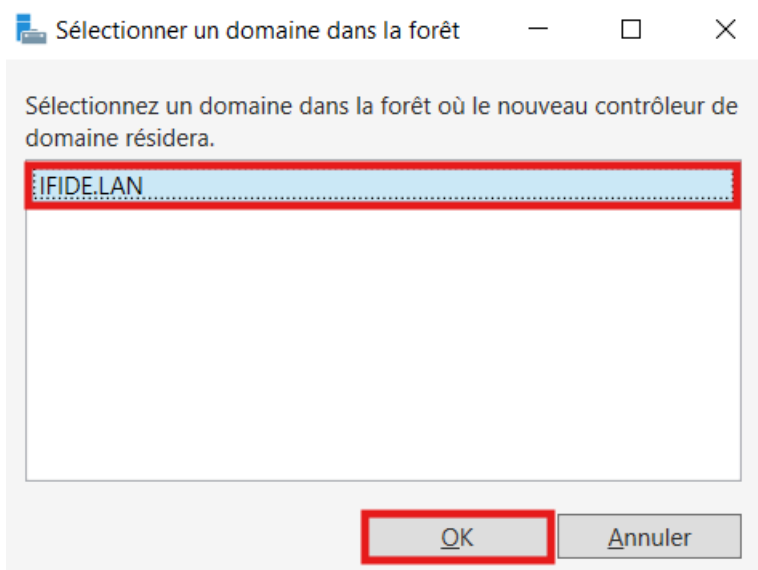 Sélectionner un domaine dans la forêt
Sélectionnez un domaine dans la forêt où le nouveau contrôleur de
domaine résidera.
IFIDE.LAN
OK
Annuler